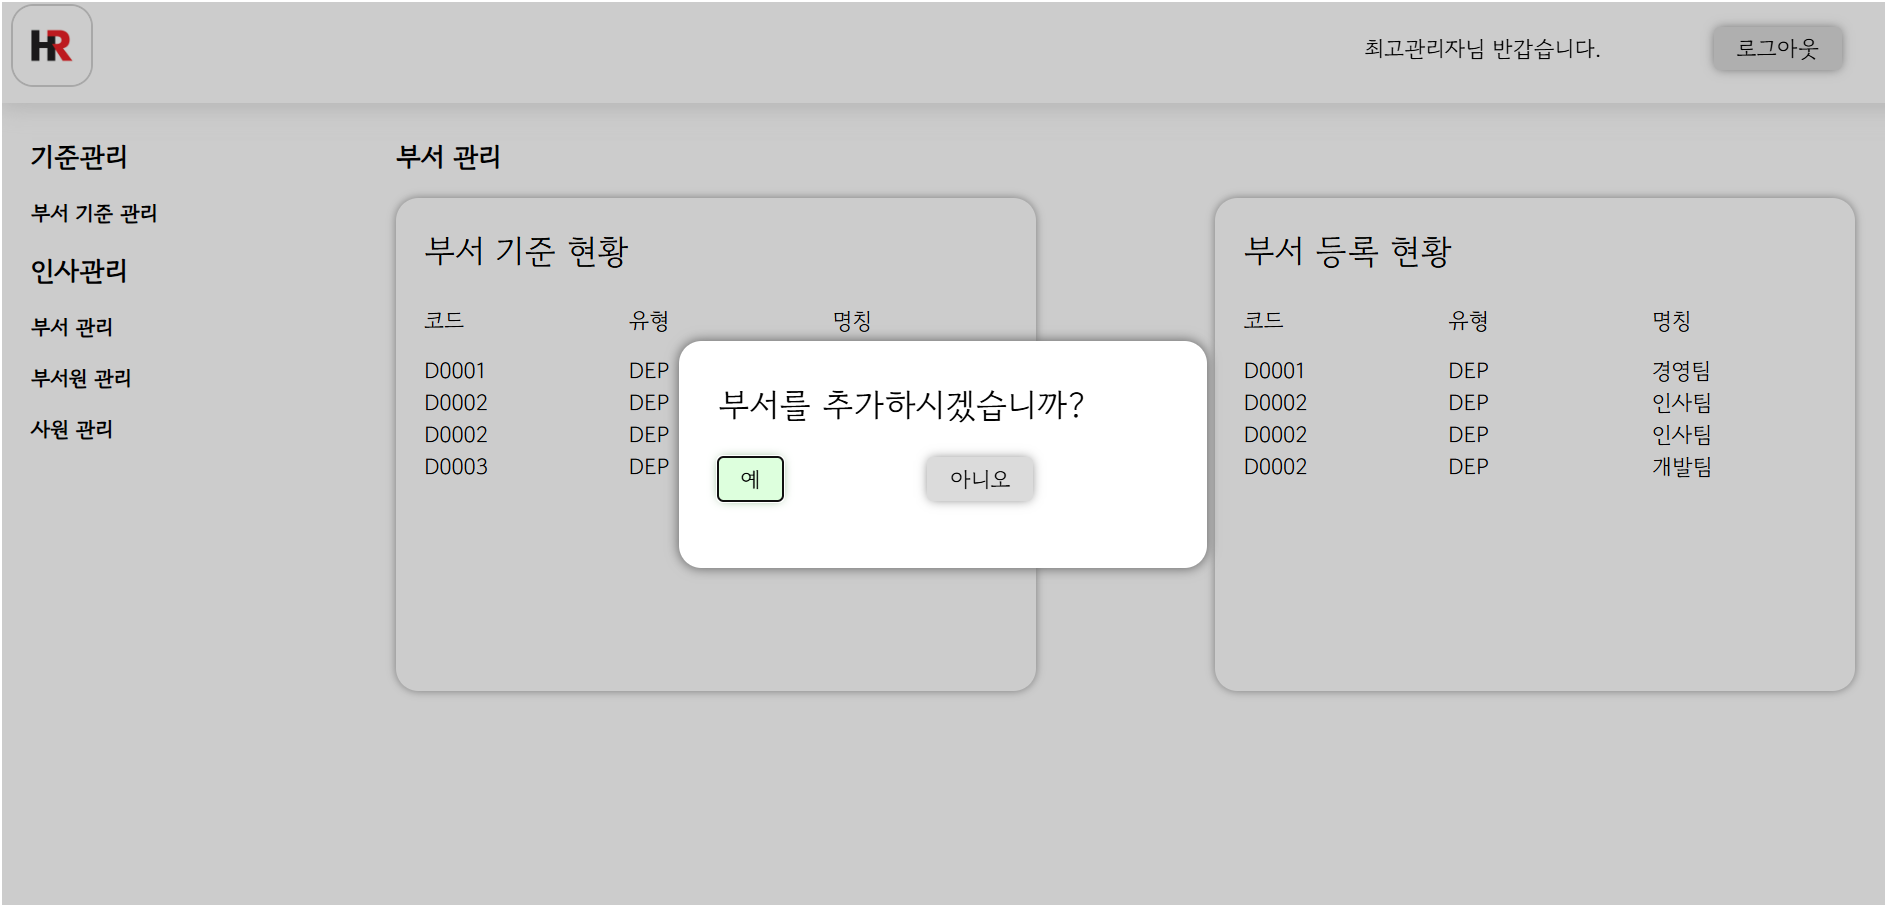 HR
최고관리자님 반갑습니다.
로그아웃
기준관리
부서 기준 관리
인사관리
부서 관리
부서원 관리
사원 관리
부서 관리
부서 기준 현황
코드 유형 명칭
D0001 DEP
D0002 DEP
D0002 DEP
D0003 DEP
부서를 추가하시겠습니까?
예
아니오
부서 등록 현황
코드 유형 명칭
D0001 DEP 경영팀
D0002 DEP 인사팀
D0002 DEP 인사팀
D0002 DEP 개발팀